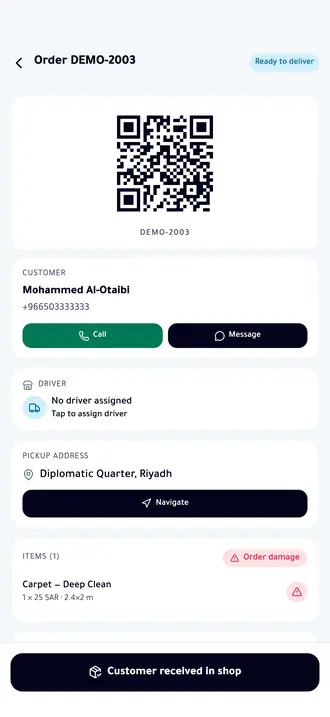 Order DEMO-2003
Ready to deliver
DEMO-2003
CUSTOMER
Mohammed Al-Otaibi
+966503333333
Call
Message
DRIVER
No driver assigned
Tap to assign driver
PICKUP ADDRESS
Diplomatic Quarter, Riyadh
Navigate
ITEMS (1)
Order damage
Carpet — Deep Clean
1 x 25 SAR · 2.4×2 m
Customer received in shop